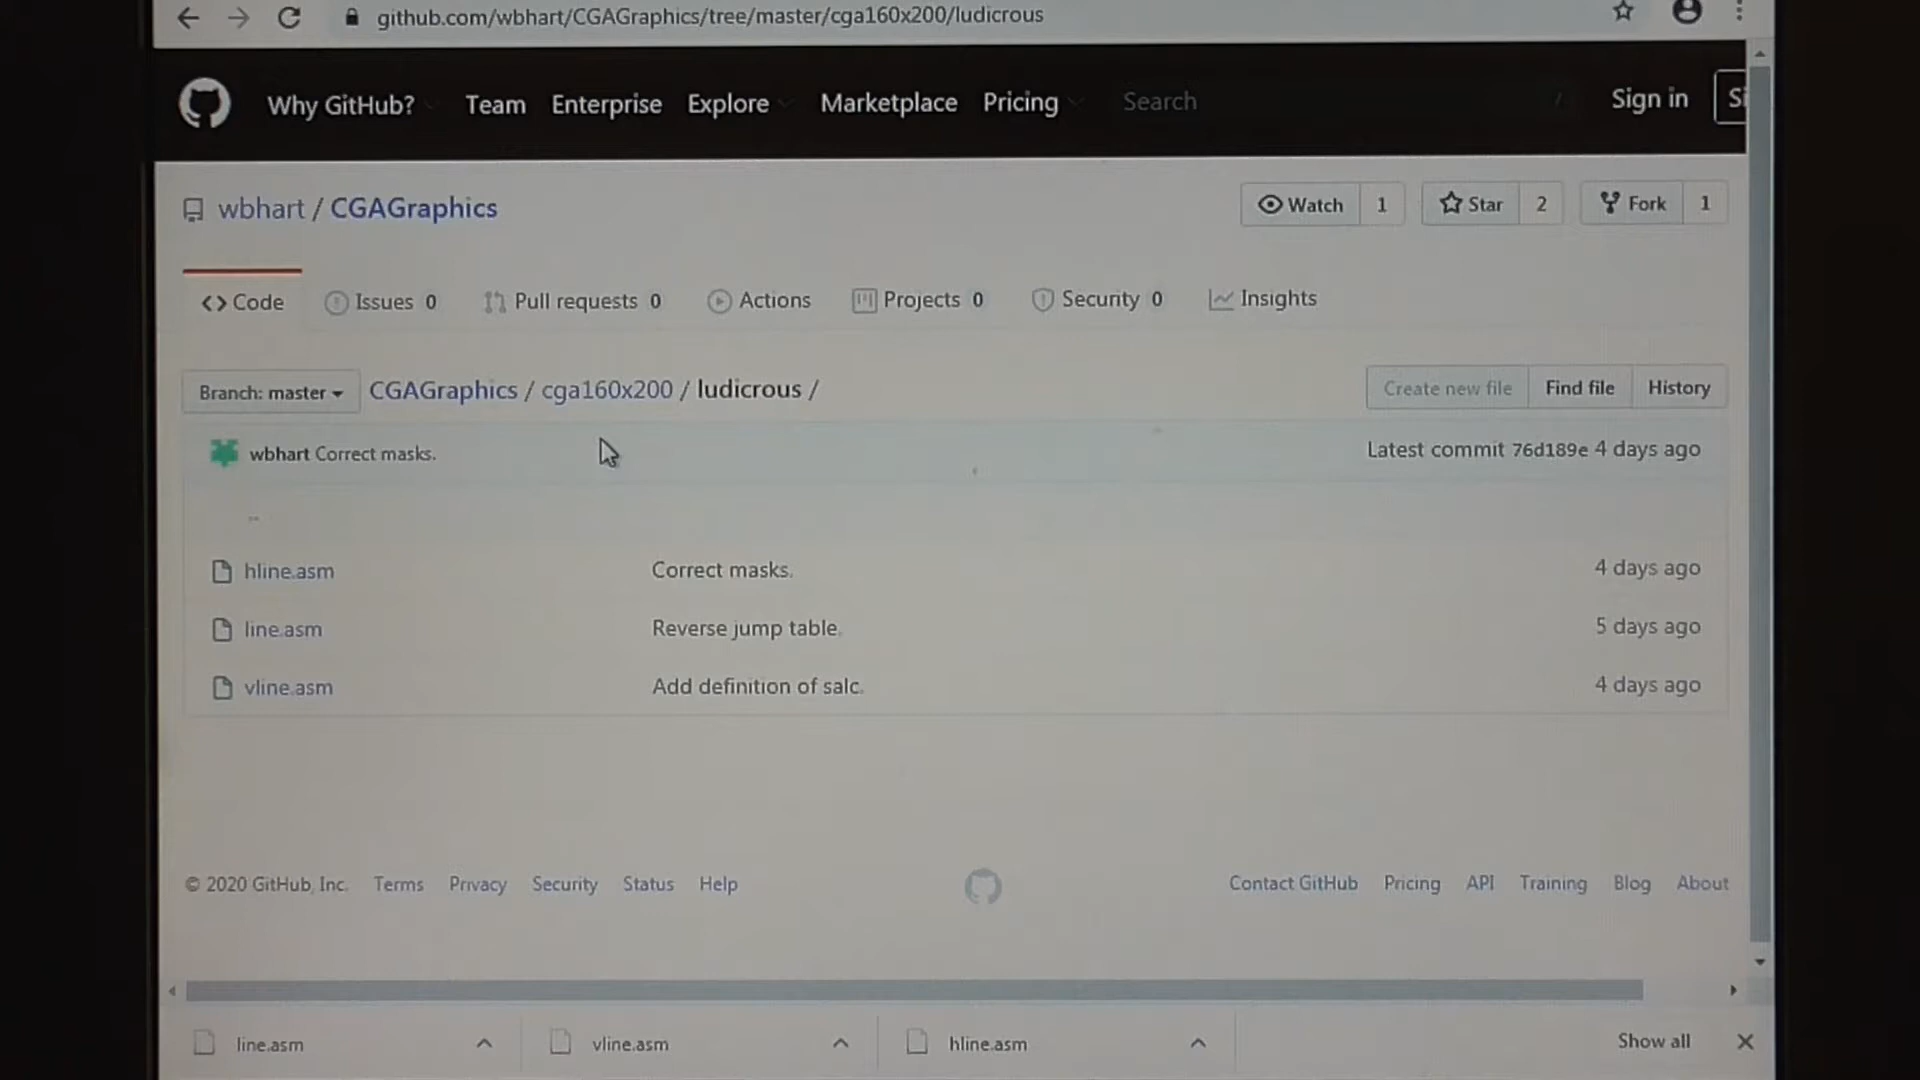 github.com/wbhart/CGAGraphics/tree/master/cga160x200/ludicrous
Why GitHub? Team Enterprise Explore Marketplace Pricing Search / Sign in Si
wbhart / CGAGraphics Watch 1 Star 2 Fork 1
<> Code Issues 0 Pull requests 0 Actions Projects 0 Security 0 Insights
Branch: master CGAGraphics / cga160x200 / ludicrous / Create new file Find file History
wbhart Correct masks. Latest commit 76d189e 4 days ago
..
hline.asm Correct masks. 4 days ago
line.asm Reverse jump table. 5 days ago
vline.asm Add definition of salc. 4 days ago
© 2020 GitHub, Inc. Terms Privacy Security Status Help Contact GitHub Pricing API Training Blog About
line.asm vline.asm hline.asm Show all